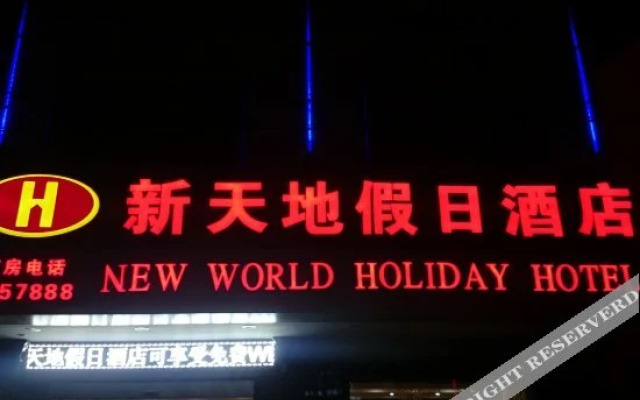 H
新天地假日酒店
房电话
57888
NEW WORLD HOLIDAY HOTEL
天地假日酒店可享受免费WI
RIGHT RESERVED